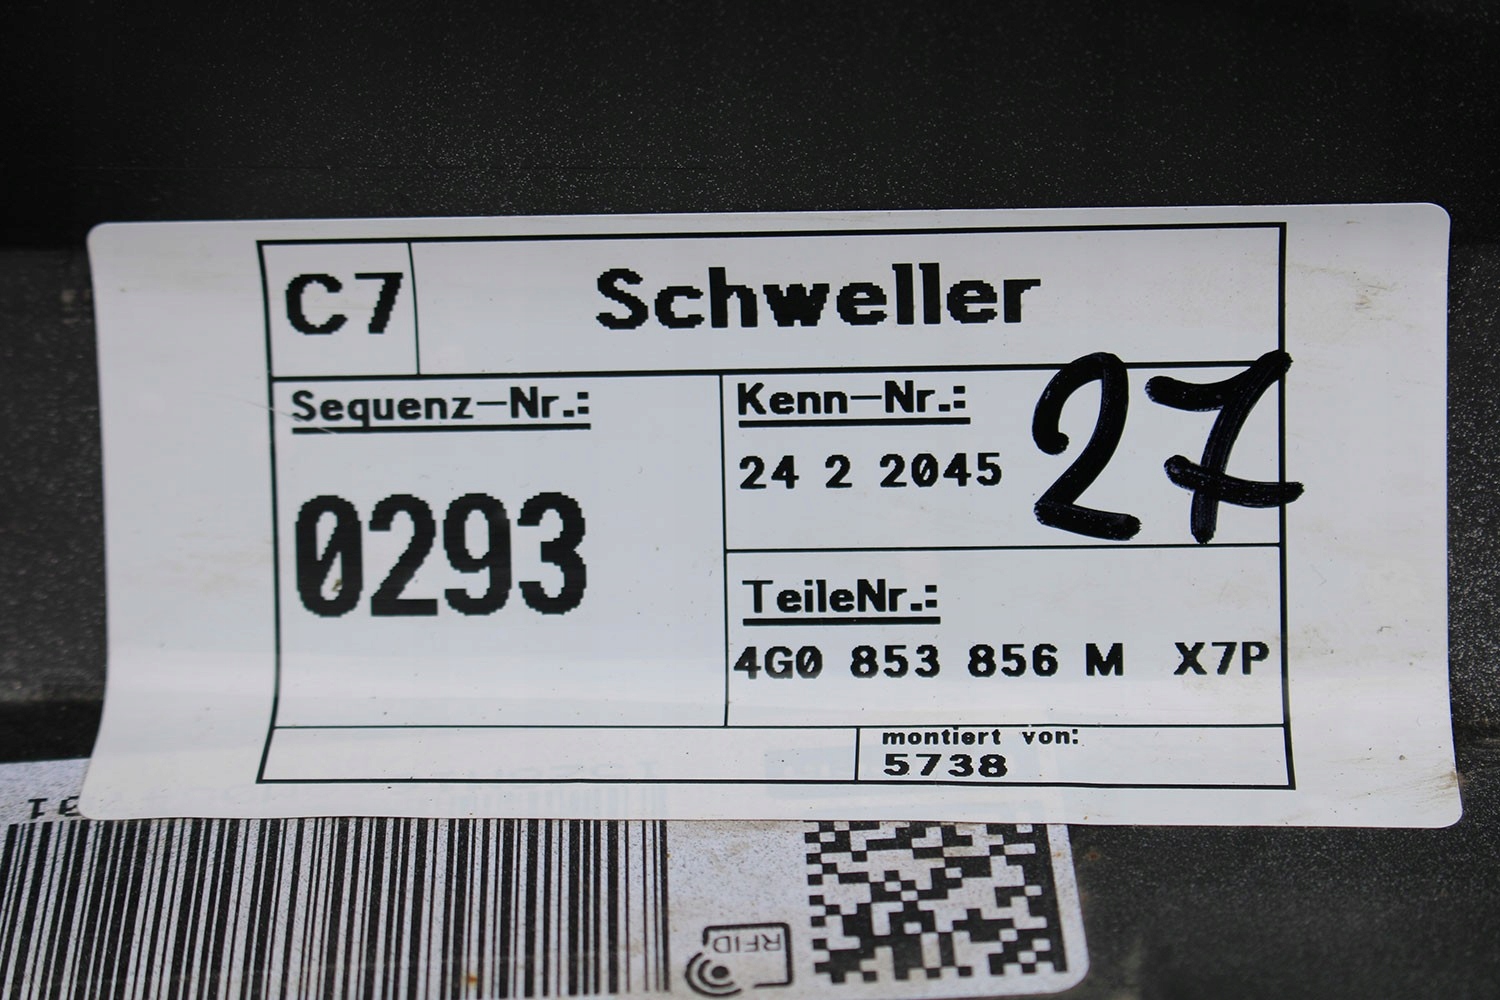 C7 Schweller
Sequenz-Nr.:
0293
Kenn-Nr.:
24 2 2045
27
TeileNr.:
4G0 853 856 M X7P
montiert von:
5738
RFID